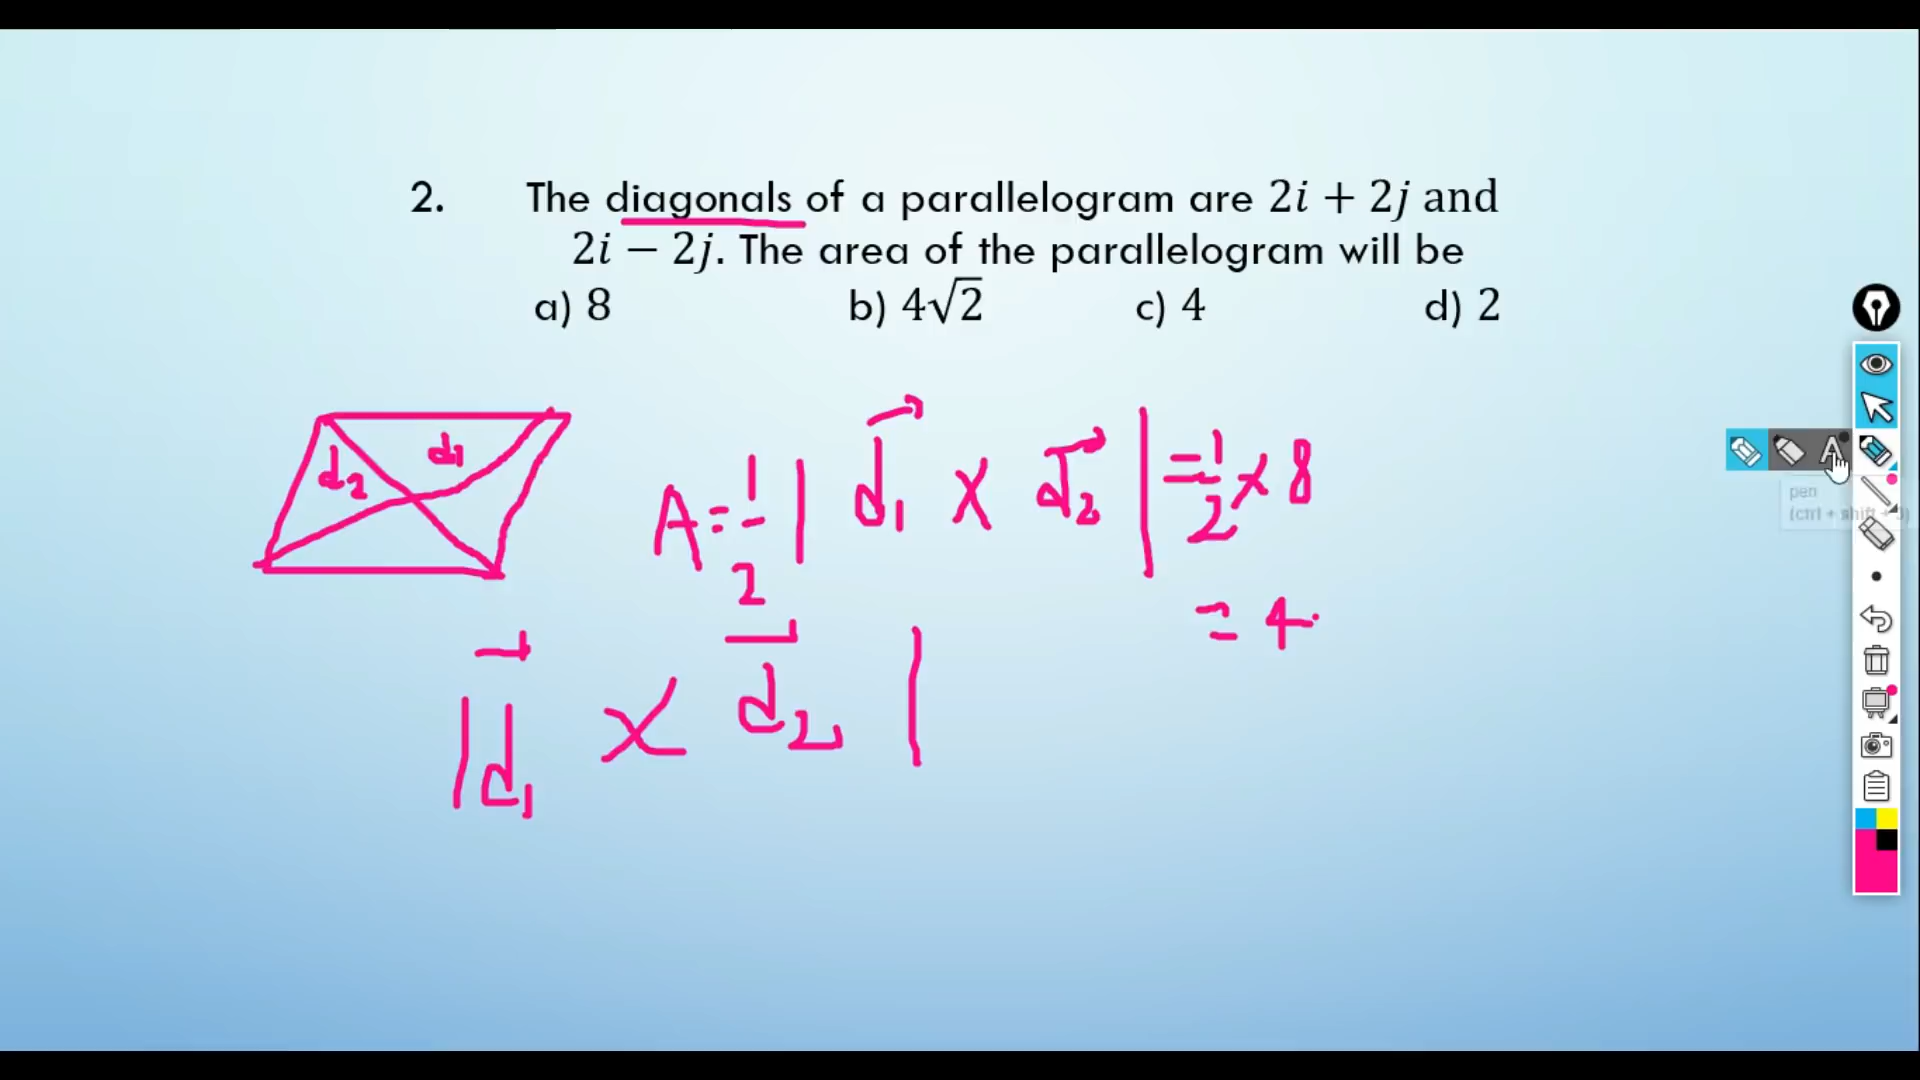 2. The diagonals of a parallelogram are 2i + 2j and
2i − 2j. The area of the parallelogram will be
a) 8 b) 4√2 c) 4 d) 2
d₂ d₁
A = 1/2 | d₁ × d₂ | = 1/2 × 8
= 4
| d₁ × d₂ |
A
pen
(ctrl + shift +